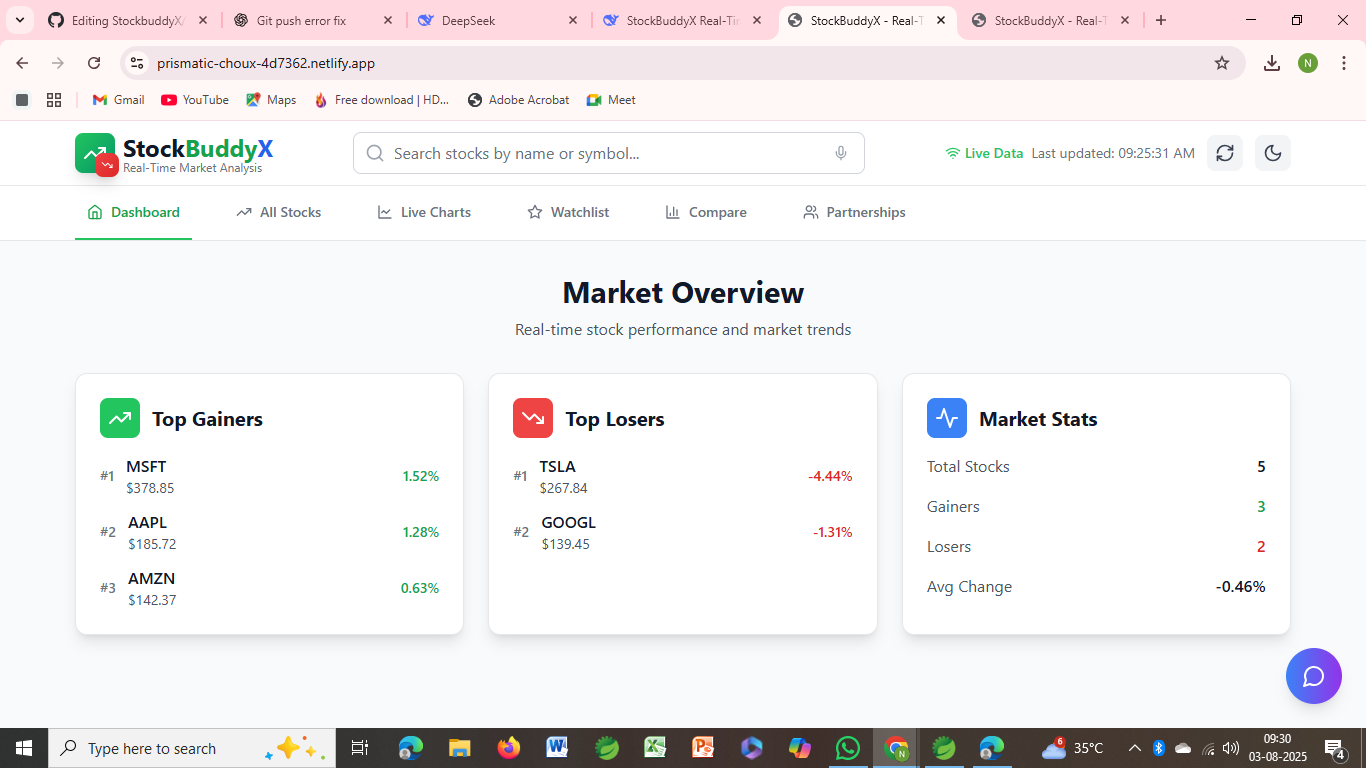 Editing StockbuddyX/
Git push error fix
DeepSeek
StockBuddyX Real-Tir
StockBuddyX - Real-T
StockBuddyX - Real-T
prismatic-choux-4d7362.netlify.app
N
Gmail
YouTube
Maps
Free download | HD...
Adobe Acrobat
Meet
StockBuddyX
Real-Time Market Analysis
Search stocks by name or symbol...
Live Data Last updated: 09:25:31 AM
Dashboard
All Stocks
Live Charts
Watchlist
Compare
Partnerships
Market Overview
Real-time stock performance and market trends
Top Gainers
#1 MSFT 1.52%
$378.85
#2 AAPL 1.28%
$185.72
#3 AMZN 0.63%
$142.37
Top Losers
#1 TSLA -4.44%
$267.84
#2 GOOGL -1.31%
$139.45
Market Stats
Total Stocks 5
Gainers 3
Losers 2
Avg Change -0.46%
Type here to search
6
35°C
09:30
03-08-2025
4